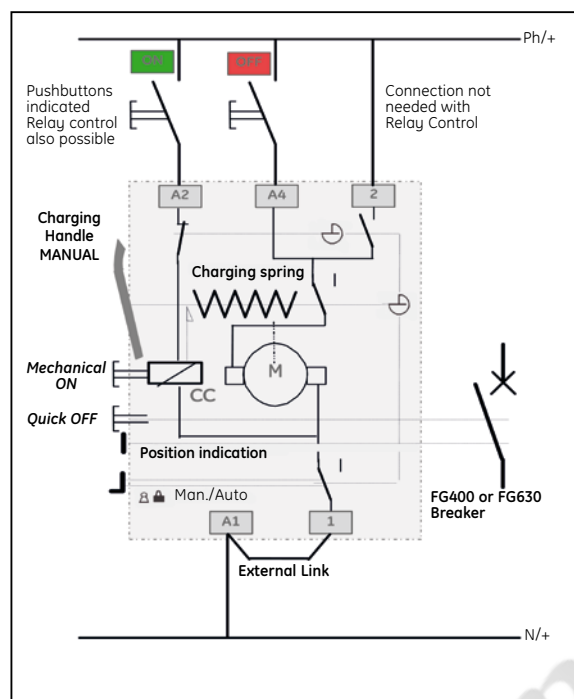 Ph/+
ON
OFF
Pushbuttons
indicated
Relay control
also possible
Connection not
needed with
Relay Control
A2
A4
2
Charging
Handle
MANUAL
Charging spring
I
M
Mechanical
ON
CC
Quick OFF
Position indication
I
Man./Auto
FG400 or FG630
Breaker
A1
1
External Link
N/+